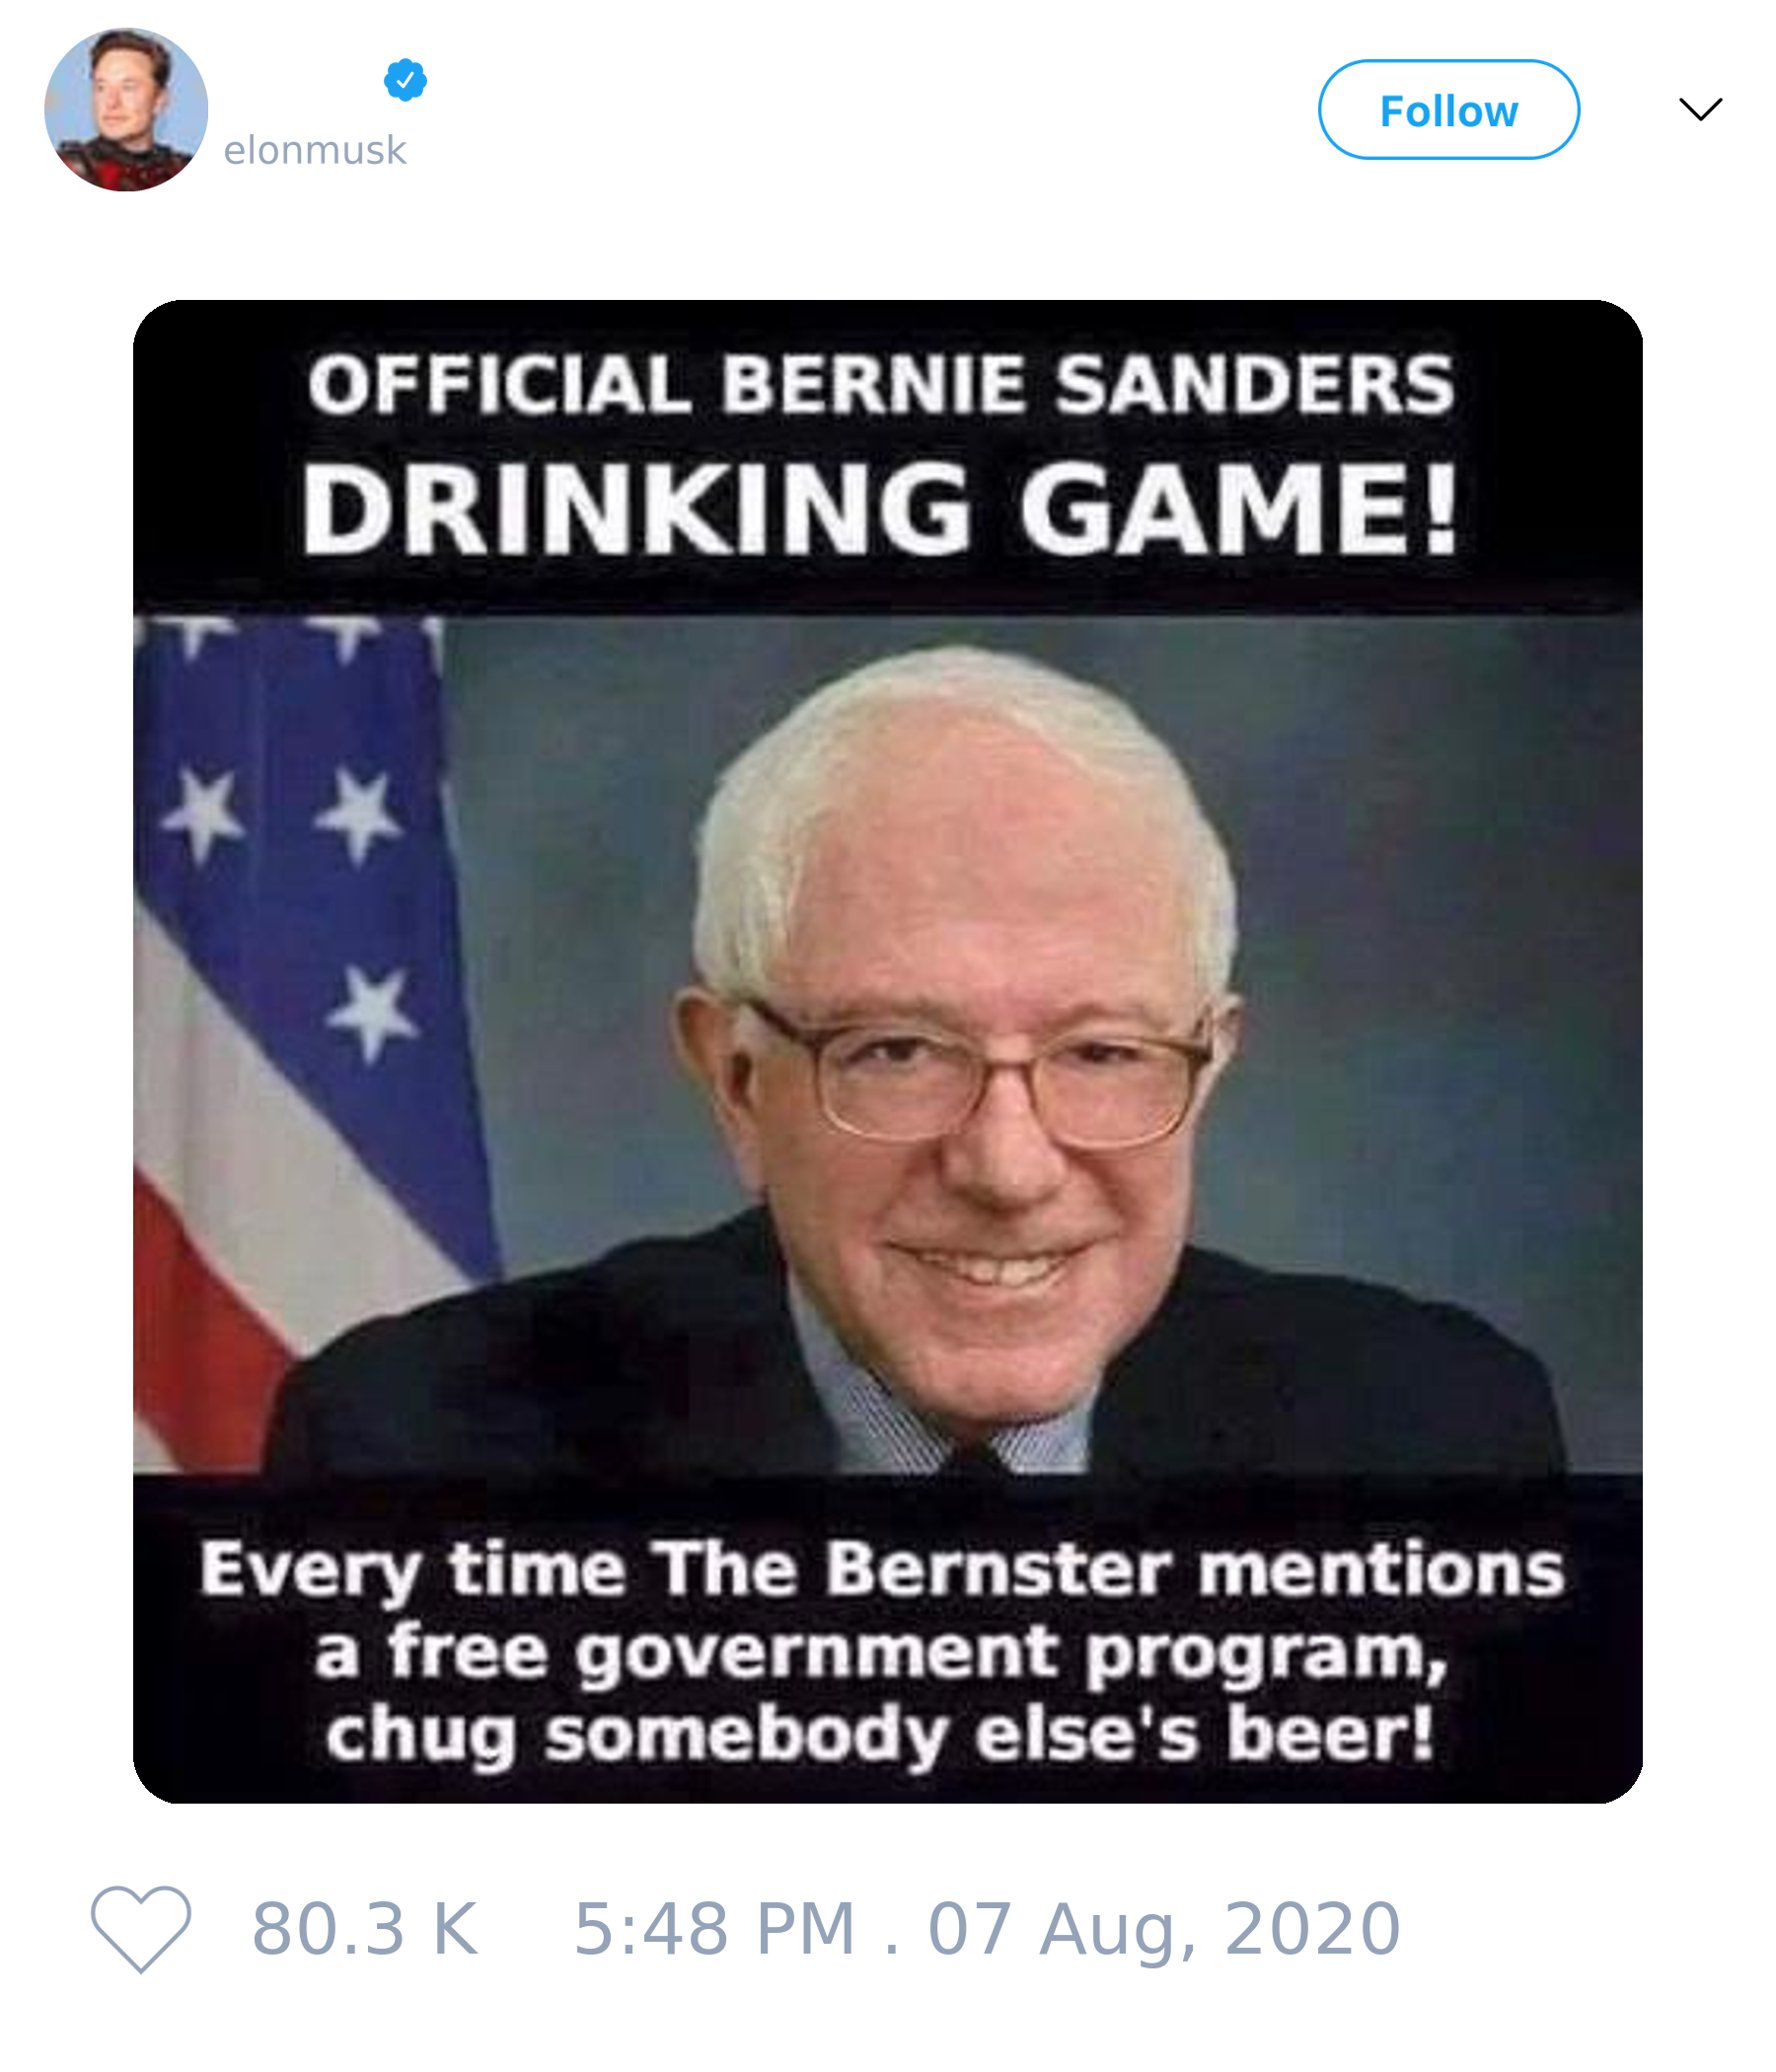 elonmusk
Follow
OFFICIAL BERNIE SANDERS
DRINKING GAME!
Every time The Bernster mentions
a free government program,
chug somebody else's beer!
80.3 K 5:48 PM . 07 Aug, 2020